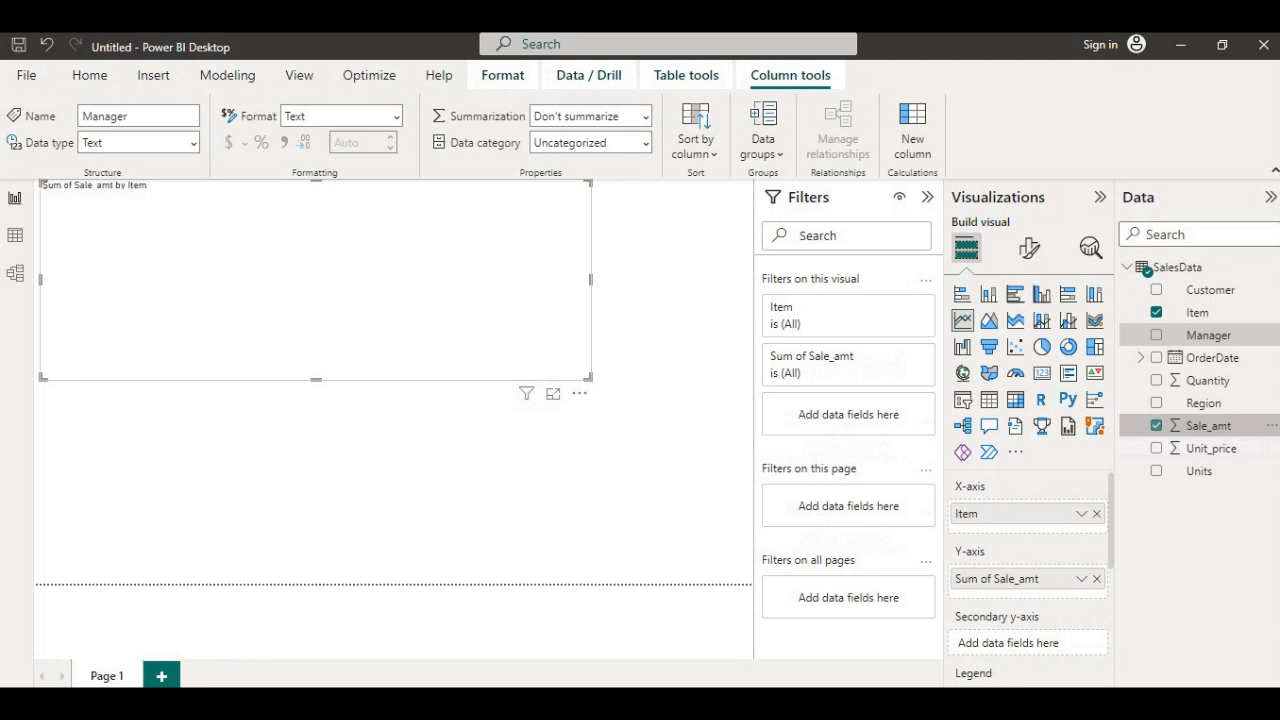 Untitled - Power BI Desktop
Search
Sign in
File Home Insert Modeling View Optimize Help Format Data / Drill Table tools Column tools
Name Manager
Data type Text
Structure
Format Text
$ % Auto
Formatting
Summarization Don't summarize
Data category Uncategorized
Properties
Sort by
column
Sort
Data
groups
Groups
Manage
relationships
Relationships
New
column
Calculations
Sum of Sale_amt by Item
Filters
Search
Filters on this visual
Item
is (All)
Sum of Sale_amt
is (All)
Add data fields here
Filters on this page
Add data fields here
Filters on all pages
Add data fields here
Visualizations
Build visual
123
R Py
X-axis
Item
Y-axis
Sum of Sale_amt
Secondary y-axis
Add data fields here
Legend
Data
Search
SalesData
Customer
Item
Manager
OrderDate
Quantity
Region
Sale_amt
Unit_price
Units
Page 1